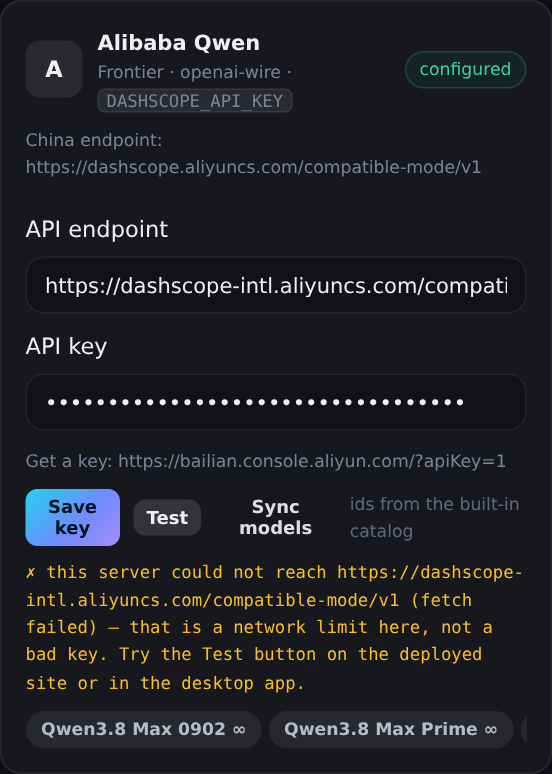 A
Alibaba Qwen
Frontier · openai-wire ·
DASHSCOPE_API_KEY
configured
China endpoint:
https://dashscope.aliyuncs.com/compatible-mode/v1
API endpoint
https://dashscope-intl.aliyuncs.com/compati
API key
••••••••••••••••••••••••••••••••••
Get a key: https://bailian.console.aliyun.com/?apiKey=1
Save key
Test
Sync models
ids from the built-in
catalog
✗ this server could not reach https://dashscope-
intl.aliyuncs.com/compatible-mode/v1 (fetch
failed) — that is a network limit here, not a
bad key. Try the Test button on the deployed
site or in the desktop app.
Qwen3.8 Max 0902 ∞
Qwen3.8 Max Prime ∞